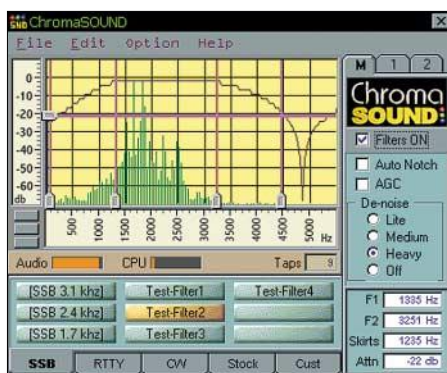 SND ChromaSOUND
File Edit Option Help
M 1 2
0
-10
-20
-30
-40
-50
-60
db
500
1000
1500
2000
2500
3000
3500
4000
4500
5000
Hz
Chroma
SOUND!
Filters ON
Auto Notch
AGC
De-noise
Lite
Medium
Heavy
Off
Audio CPU Taps 9
[SSB 3.1 khz] Test-Filter1 Test-Filter4
[SSB 2.4 khz] Test-Filter2
[SSB 1.7 khz] Test-Filter3
F1 1335 Hz
F2 3251 Hz
Skirts 1235 Hz
Attn -22 db
SSB RTTY CW Stock Cust